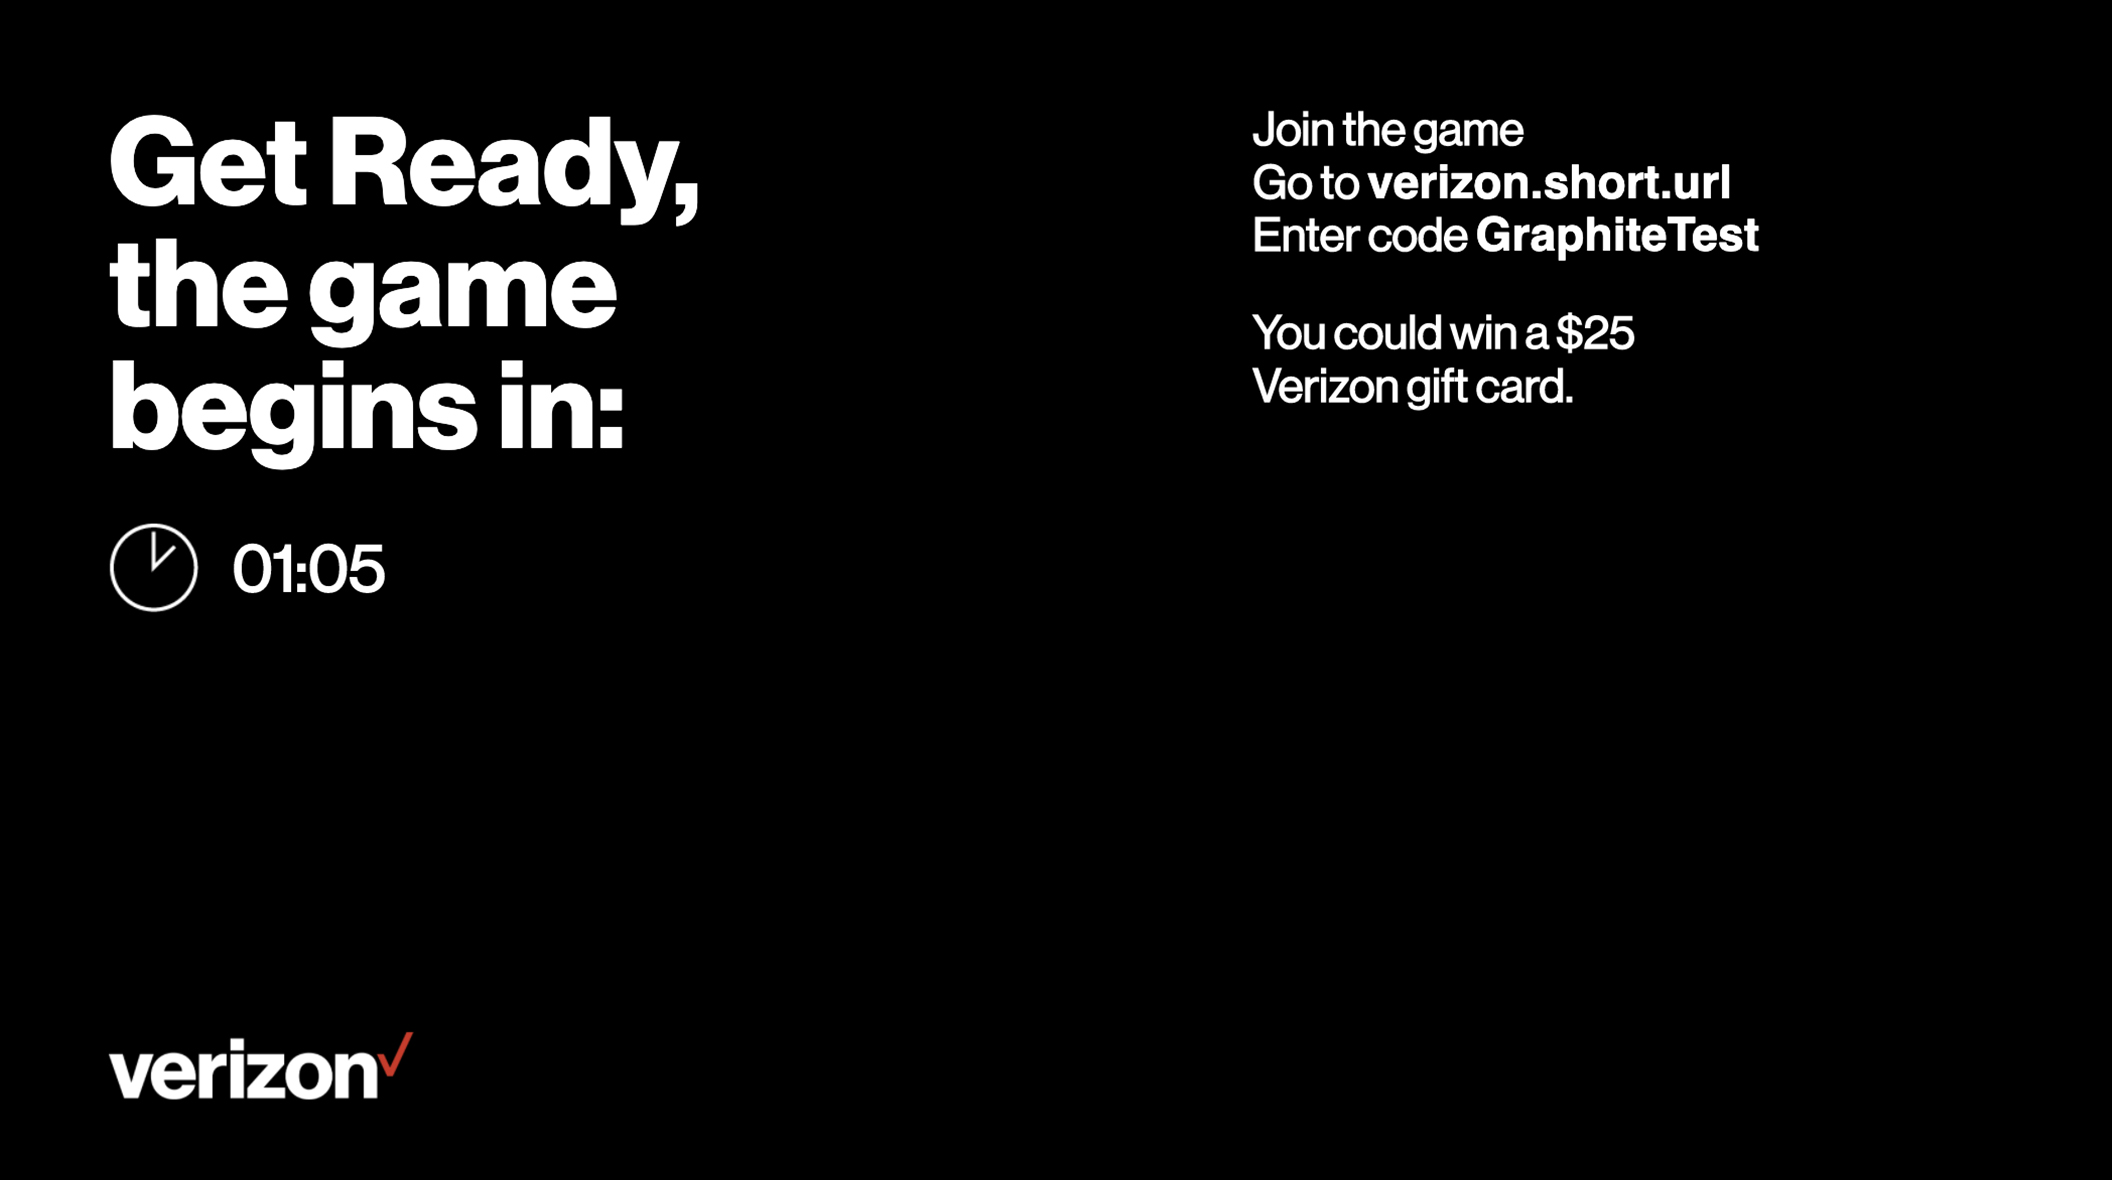 Get Ready,
the game
begins in:
01:05
Join the game
Go to verizon.short.url
Enter code GraphiteTest
You could win a $25
Verizon gift card.
verizon